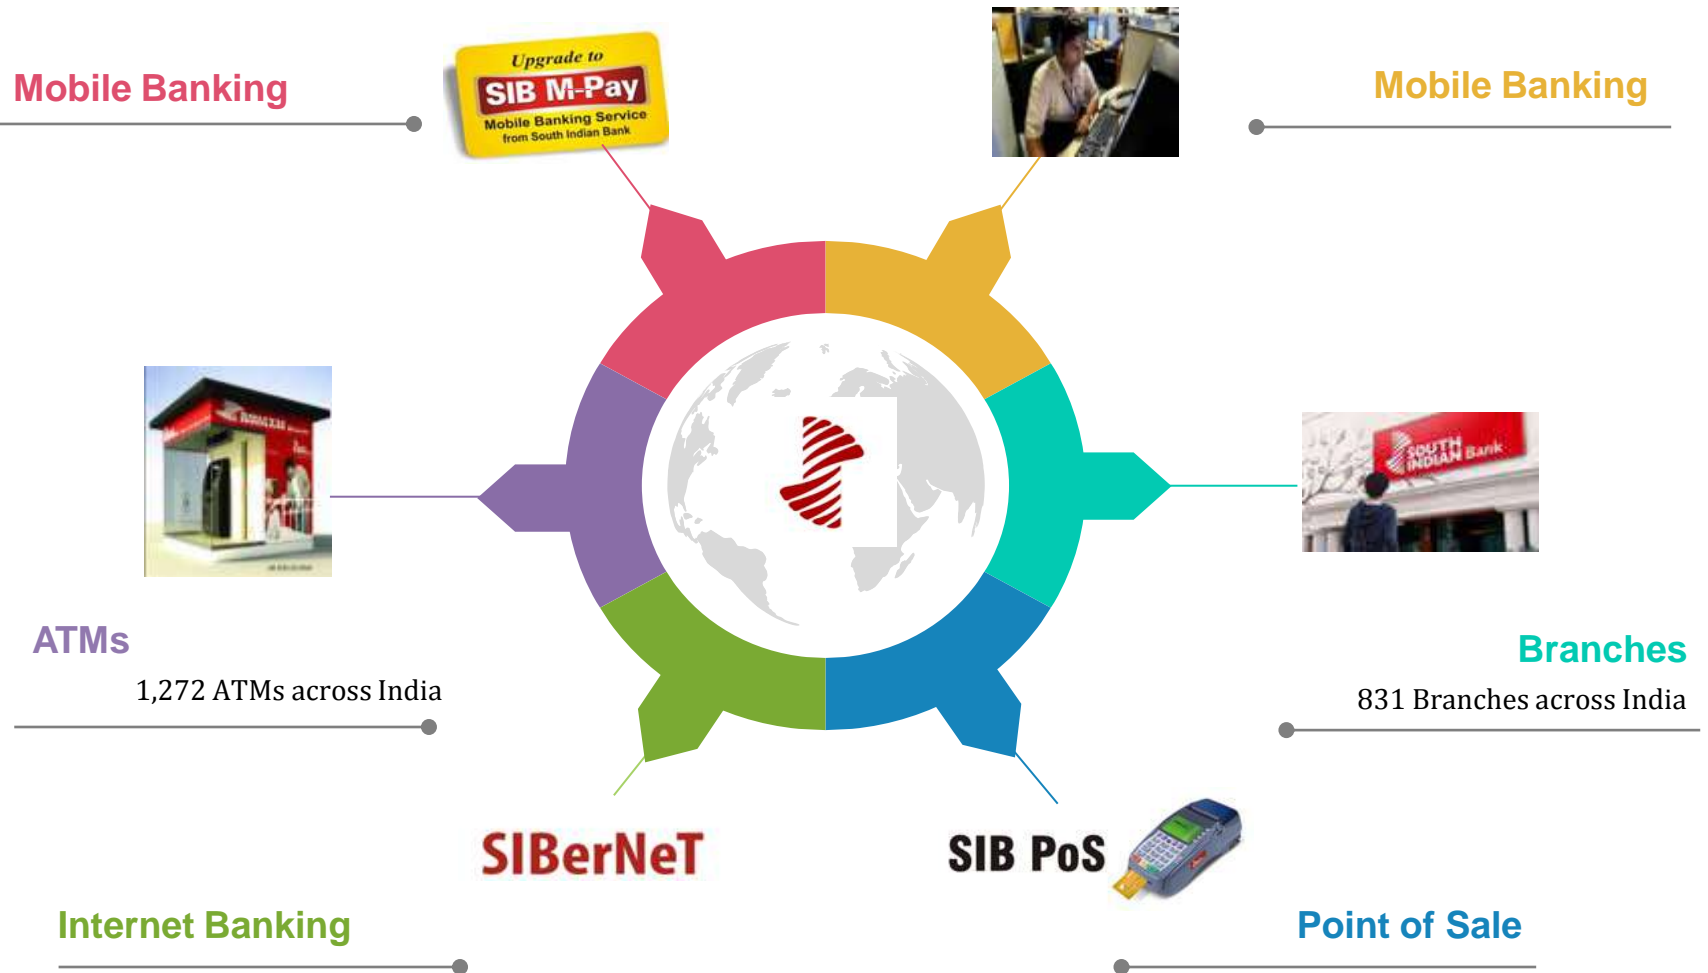 Mobile Banking
Upgrade to
SIB M-Pay
Mobile Banking Service
from South Indian Bank
Mobile Banking
SOUTH
INDIAN Bank
ATMs
1,272 ATMs across India
Branches
831 Branches across India
SIBerNeT
SIB PoS
Internet Banking
Point of Sale